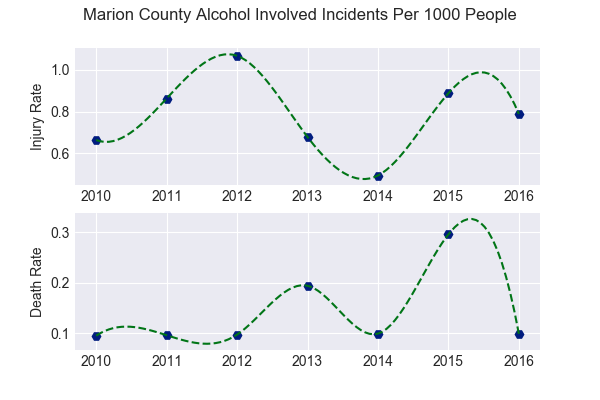 Marion County Alcohol Involved Incidents Per 1000 People
Injury Rate
1.0
0.8
0.6
2010 2011 2012 2013 2014 2015 2016
Death Rate
0.3
0.2
0.1
2010 2011 2012 2013 2014 2015 2016